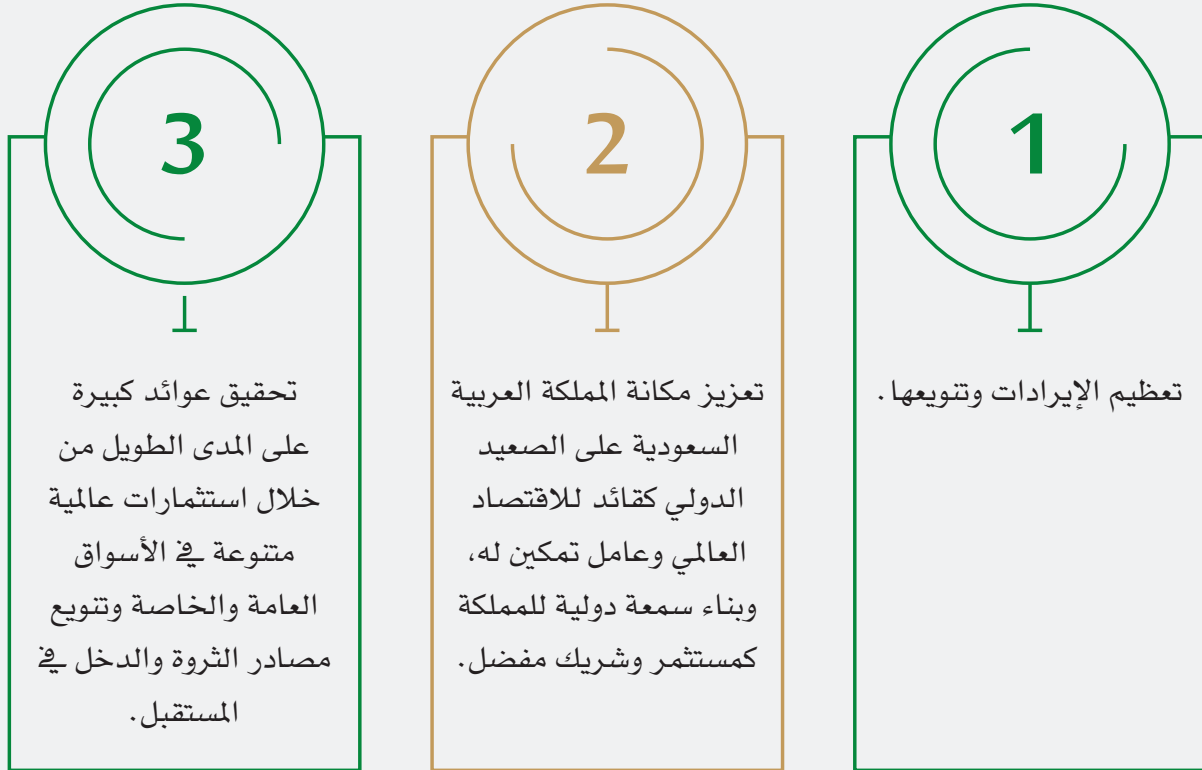 1
تعظيم الإيرادات وتنويعها.
2
تعزيز مكانة المملكة العربية
السعودية على الصعيد
الدولي كقائد للاقتصاد
العالمي وعامل تمكين له،
وبناء سمعة دولية للمملكة
كمستثمر وشريك مفضل.
3
تحقيق عوائد كبيرة
على المدى الطويل من
خلال استثمارات عالمية
متنوعة في الأسواق
العامة والخاصة وتنويع
مصادر الثروة والدخل في
المستقبل.